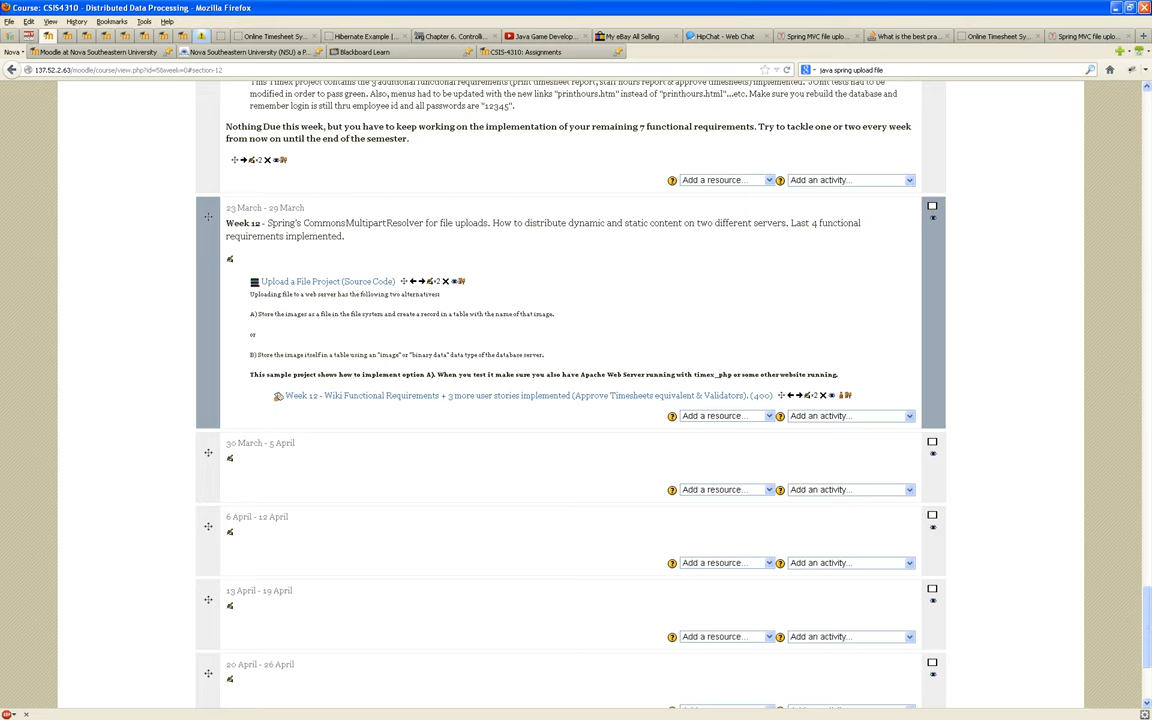 Course: CSIS4310 - Distributed Data Processing - Mozilla Firefox
File Edit View History Bookmarks Tools Help
Online Timesheet Sy... Hibernate Example |... Chapter 6. Controlli... Java Game Develop... My eBay All Selling HipChat - Web Chat Spring MVC file uplo... What is the best pra... Online Timesheet Sy... Spring MVC file uplo...
Nova Moodle at Nova Southeastern University Nova Southeastern University (NSU) a P... Blackboard Learn CSIS-4310: Assignments
137.52.2.63/moodle/course/view.php?id=5&week=0#section-12
java spring upload file
This Timex project contains the 3 additional functional requirements (print timesheet report, staff hours report & approve timesheets) implemented. JUnit tests had to be
modified in order to pass green. Also, menus had to be updated with the new links "printhours.htm" instead of "printhours.html"...etc. Make sure you rebuild the database and
remember login is still thru employee id and all passwords are "12345".
Nothing Due this week, but you have to keep working on the implementation of your remaining 7 functional requirements. Try to tackle one or two every week
from now on until the end of the semester.
Add a resource... Add an activity...
23 March - 29 March
Week 12 - Spring's CommonsMultipartResolver for file uploads. How to distribute dynamic and static content on two different servers. Last 4 functional
requirements implemented.
Upload a File Project (Source Code)
Uploading file to a web server has the following two alternatives:
A) Store the images as a file in the file system and create a record in a table with the name of that image.
or
B) Store the image itself in a table using an "image" or "binary data" data type of the database server.
This sample project shows how to implement option A). When you test it make sure you also have Apache Web Server running with timex_php or some other website running.
Week 12 - Wiki Functional Requirements + 3 more user stories implemented (Approve Timesheets equivalent & Validators). (400)
Add a resource... Add an activity...
30 March - 5 April
Add a resource... Add an activity...
6 April - 12 April
Add a resource... Add an activity...
13 April - 19 April
Add a resource... Add an activity...
20 April - 26 April